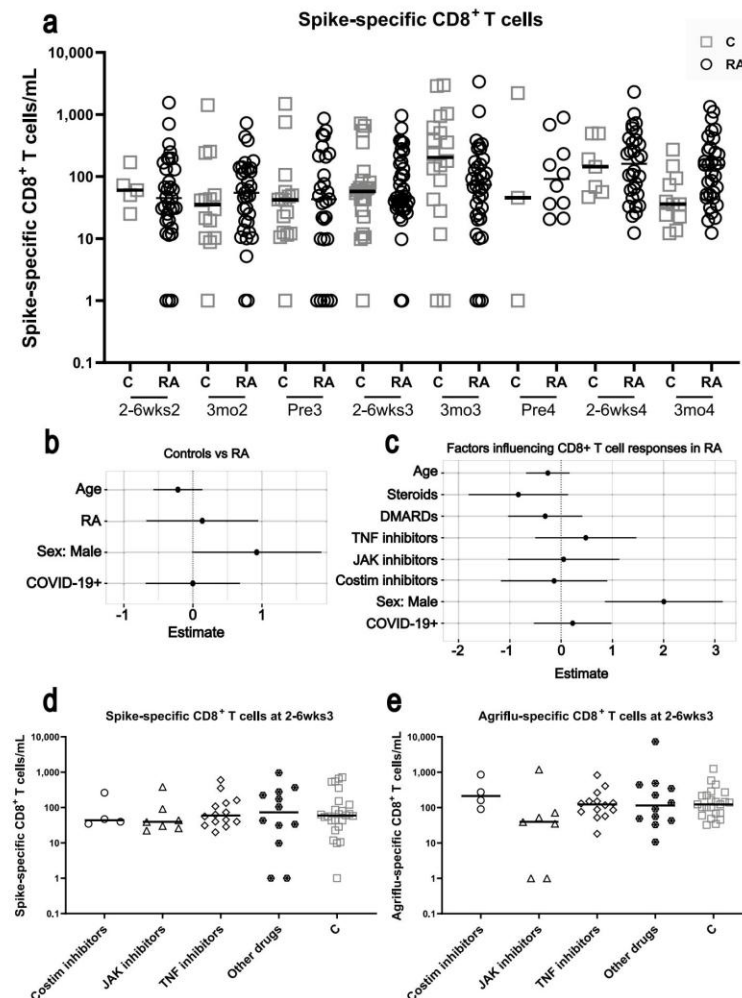 a
Spike-specific CD8⁺ T cells
C
RA
Spike-specific CD8⁺ T cells/mL
10,000
1,000
100
10
1
0.1
C RA C RA C RA C RA C RA C RA C RA C RA
2-6wks2 3mo2 Pre3 2-6wks3 3mo3 Pre4 2-6wks4 3mo4
b
Controls vs RA
Age
RA
Sex: Male
COVID-19+
-1 0 1
Estimate
c
Factors influencing CD8+ T cell responses in RA
Age
Steroids
DMARDs
TNF inhibitors
JAK inhibitors
Costim inhibitors
Sex: Male
COVID-19+
-2 -1 0 1 2 3
Estimate
d
Spike-specific CD8⁺ T cells at 2-6wks3
Spike-specific CD8⁺ T cells/mL
10,000
1,000
100
10
1
0.1
Costim inhibitors
JAK inhibitors
TNF inhibitors
Other drugs
C
e
Agriflu-specific CD8⁺ T cells at 2-6wks3
Agriflu-specific CD8⁺ T cells/mL
10,000
1,000
100
10
1
0.1
Costim inhibitors
JAK inhibitors
TNF inhibitors
Other drugs
C